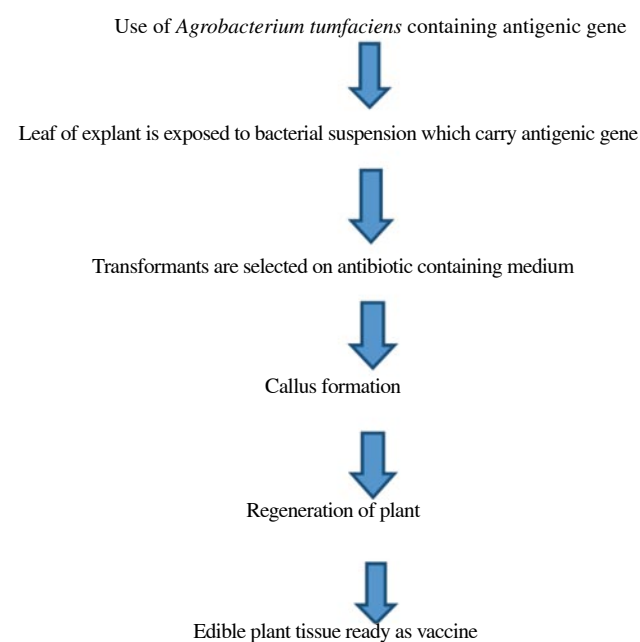 Use of Agrobacterium tumfaciens containing antigenic gene
Leaf of explant is exposed to bacterial suspension which carry antigenic gene
Transformants are selected on antibiotic containing medium
Callus formation
Regeneration of plant
Edible plant tissue ready as vaccine